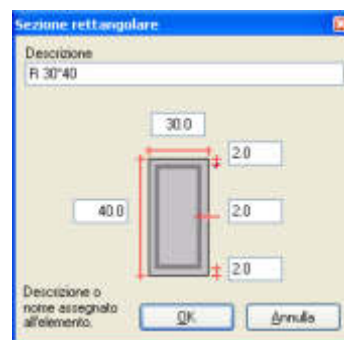 Sezione rettangolare
Descrizione
R 30*40
30.0
2.0
40.0
2.0
2.0
Descrizione o
nome assegnato
all'elemento.
OK
Annulla